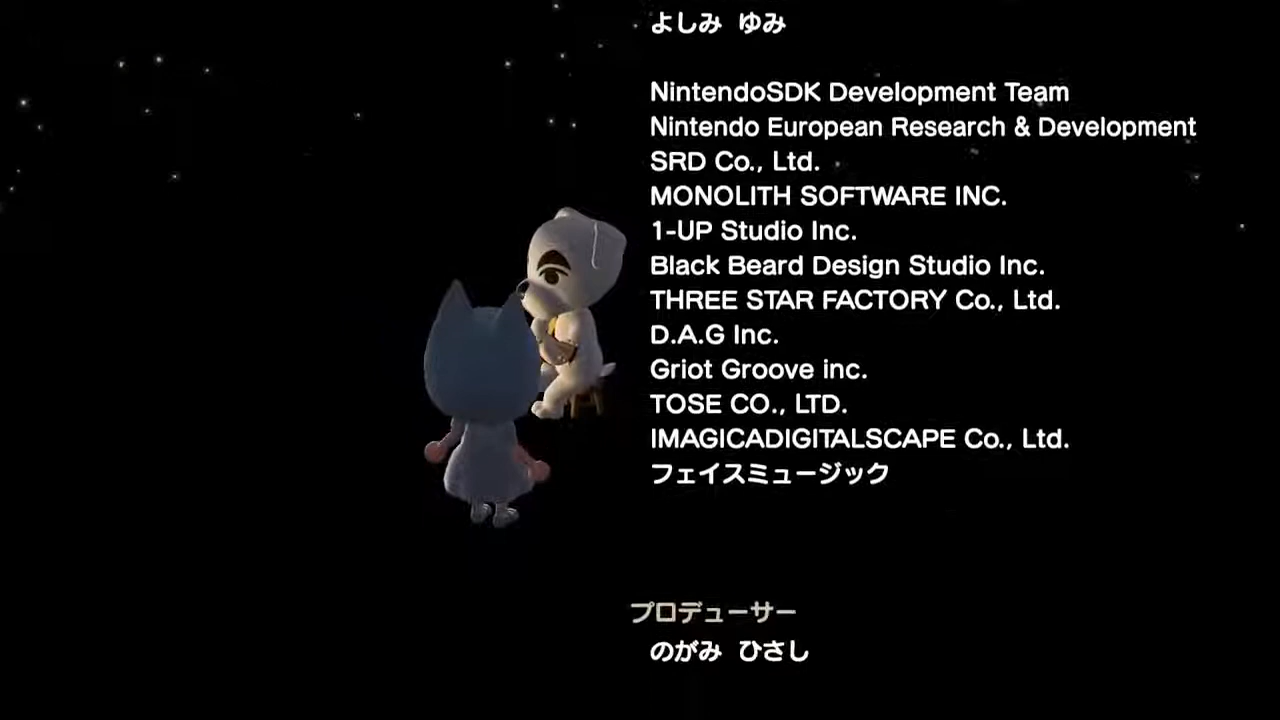 よしみ ゆみ
NintendoSDK Development Team
Nintendo European Research & Development
SRD Co., Ltd.
MONOLITH SOFTWARE INC.
1-UP Studio Inc.
Black Beard Design Studio Inc.
THREE STAR FACTORY Co., Ltd.
D.A.G Inc.
Griot Groove inc.
TOSE CO., LTD.
IMAGICADIGITALSCAPE Co., Ltd.
フェイスミュージック
プロデューサー
のがみ ひさし